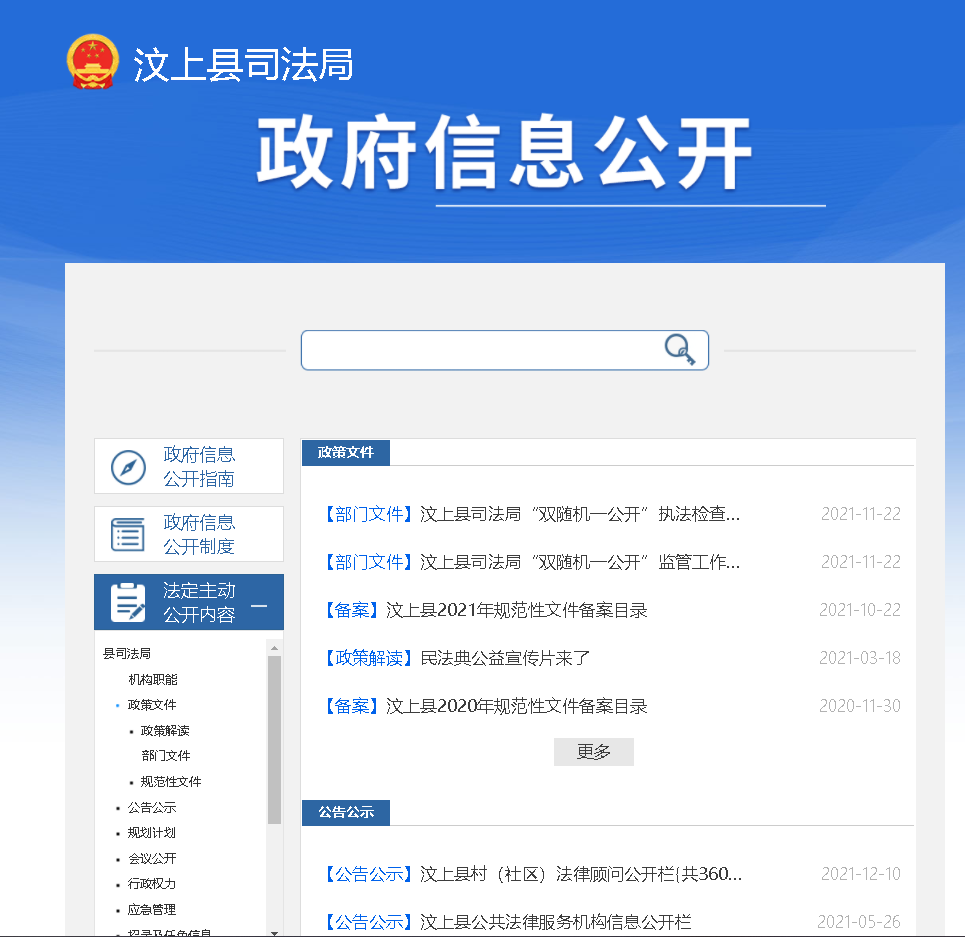 汶上县司法局
政府信息公开
政府信息
公开指南
政府信息
公开制度
法定主动
公开内容
县司法局
机构职能
政策文件
政策解读
部门文件
规范性文件
公告公示
规划计划
会议公开
行政权力
应急管理
招录及任免信息
政策文件
【部门文件】汶上县司法局“双随机一公开”执法检查... 2021-11-22
【部门文件】汶上县司法局“双随机一公开”监管工作... 2021-11-22
【备案】汶上县2021年规范性文件备案目录 2021-10-22
【政策解读】民法典公益宣传片来了 2021-03-18
【备案】汶上县2020年规范性文件备案目录 2020-11-30
更多
公告公示
【公告公示】汶上县村（社区）法律顾问公开栏{共360... 2021-12-10
【公告公示】汶上县公共法律服务机构信息公开栏 2021-05-26